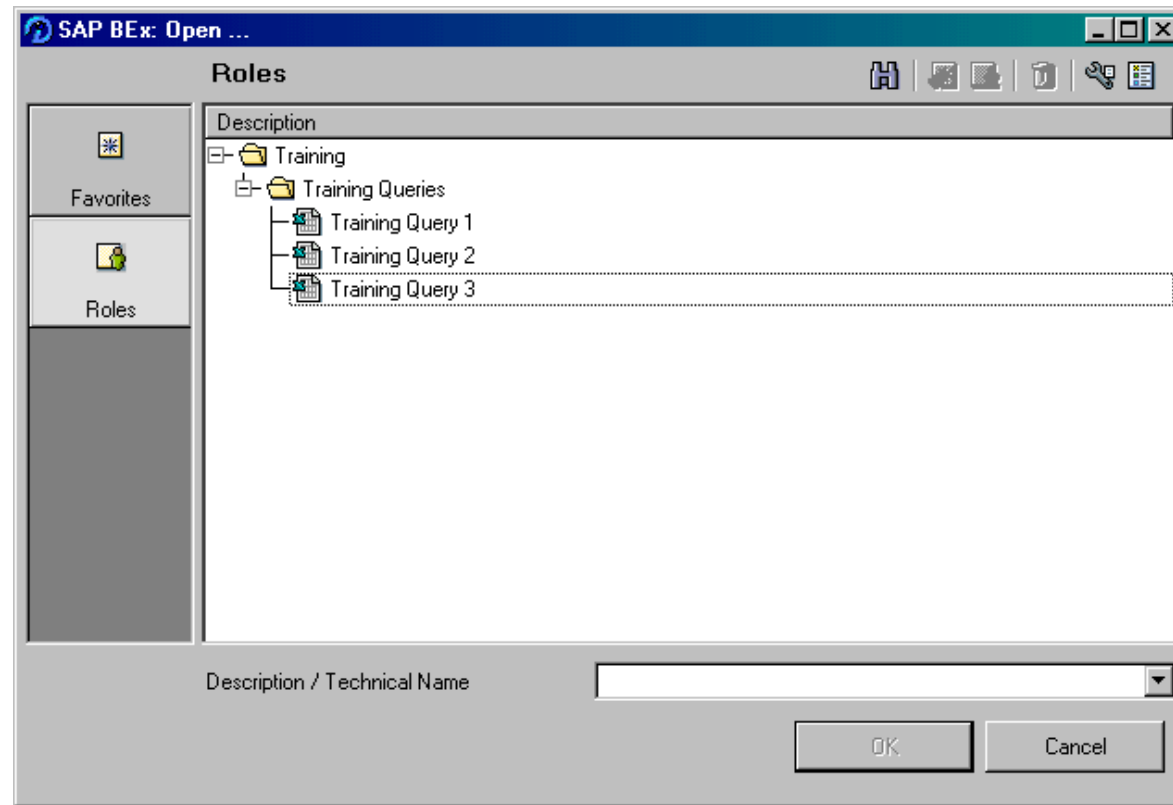 SAP BEx: Open ...
Roles
Description
Favorites
Roles
Training
Training Queries
Training Query 1
Training Query 2
Training Query 3
Description / Technical Name
OK
Cancel